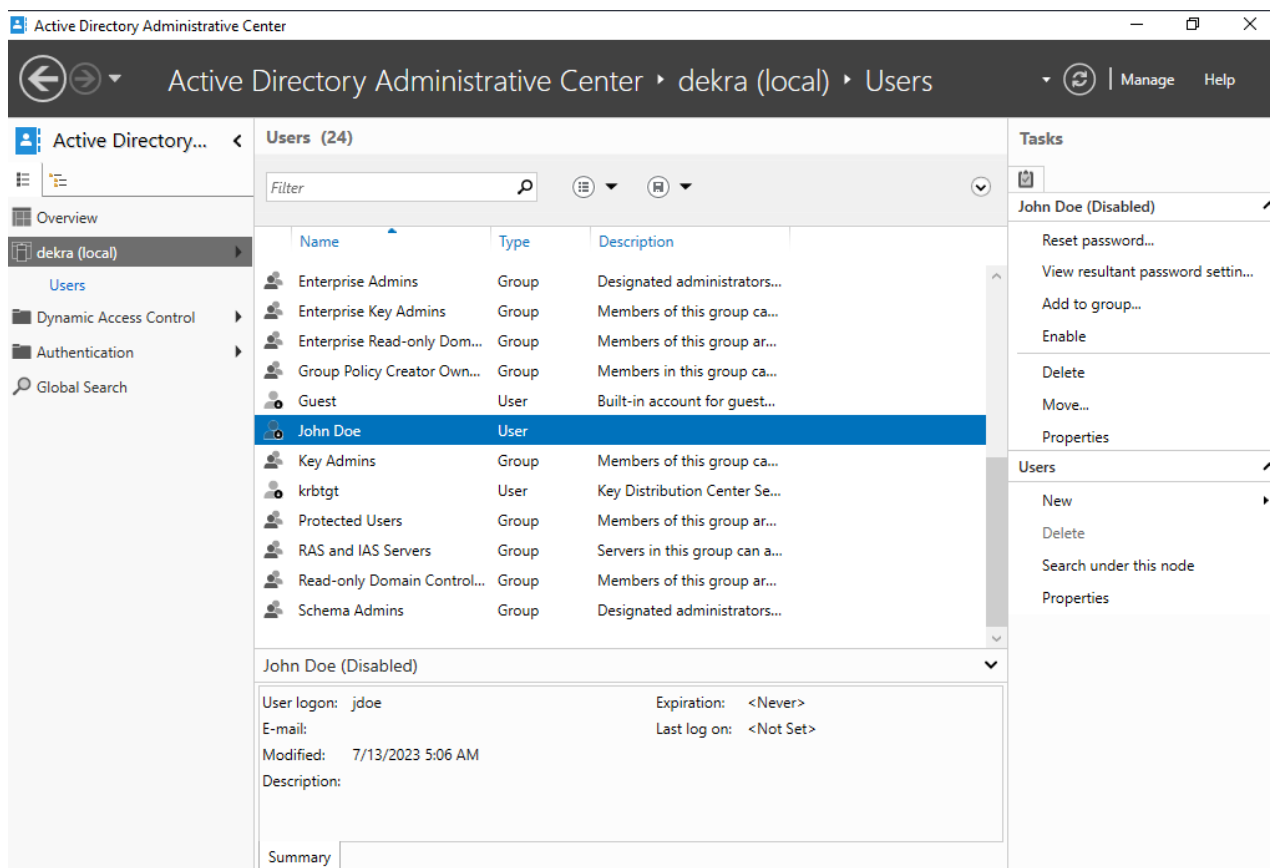 Active Directory Administrative Center
Active Directory Administrative Center • dekra (local) • Users
Manage Help
Active Directory...
Overview
dekra (local)
Users
Dynamic Access Control
Authentication
Global Search
Users (24)
Filter
Name Type Description
Enterprise Admins Group Designated administrators...
Enterprise Key Admins Group Members of this group ca...
Enterprise Read-only Dom... Group Members of this group ar...
Group Policy Creator Own... Group Members in this group ca...
Guest User Built-in account for guest...
John Doe User
Key Admins Group Members of this group ca...
krbtgt User Key Distribution Center Se...
Protected Users Group Members of this group ar...
RAS and IAS Servers Group Servers in this group can a...
Read-only Domain Control... Group Members of this group ar...
Schema Admins Group Designated administrators...
John Doe (Disabled)
User logon: jdoe Expiration: <Never>
E-mail: Last log on: <Not Set>
Modified: 7/13/2023 5:06 AM
Description:
Summary
Tasks
John Doe (Disabled)
Reset password...
View resultant password settin...
Add to group...
Enable
Delete
Move...
Properties
Users
New
Delete
Search under this node
Properties